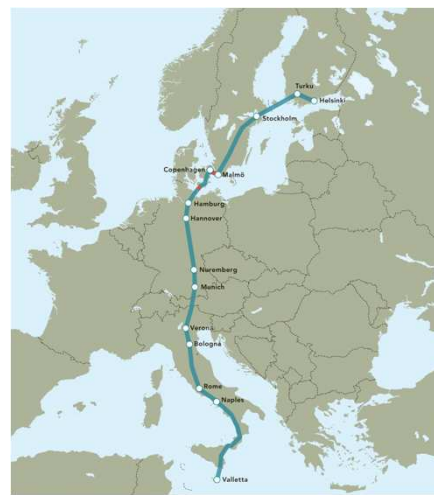 Turku
Helsinki
Stockholm
Copenhagen
Malmö
Hamburg
Hannover
Nuremberg
Munich
Verona
Bologna
Rome
Naples
Valletta